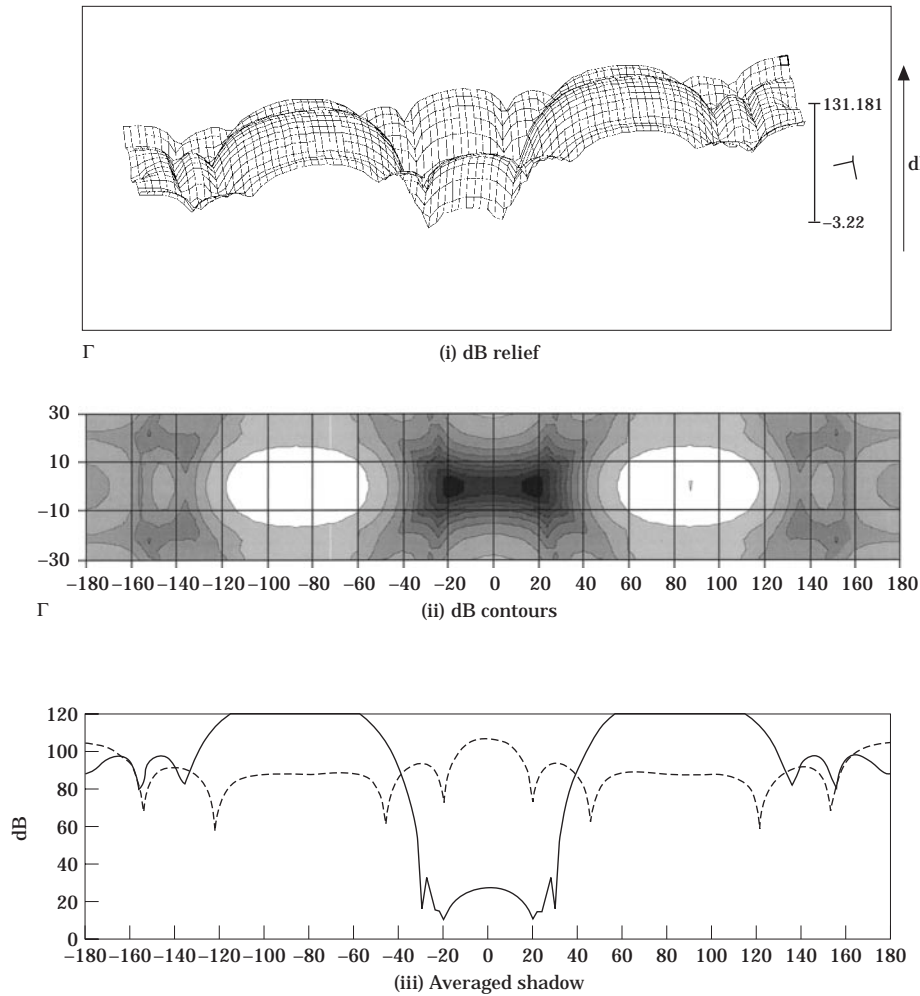 131.181
d
−3.22
Γ
(i) dB relief
30
10
−10
−30
−180 −160 −140 −120 −100 −80 −60 −40 −20 0 20 40 60 80 100 120 140 160 180
Γ
(ii) dB contours
120
100
80
60
40
20
0
dB
−180 −160 −140 −120 −100 −80 −60 −40 −20 0 20 40 60 80 100 120 140 160 180
(iii) Averaged shadow